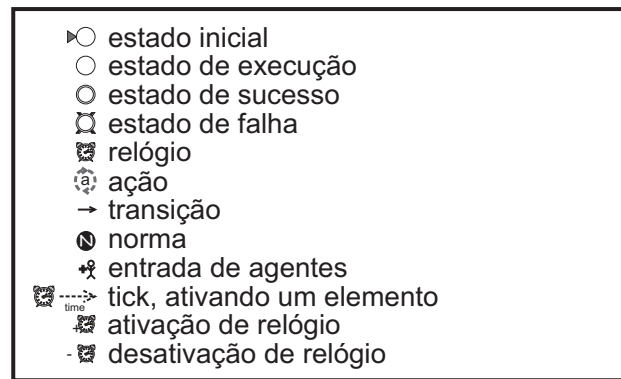 estado inicial
estado de execução
estado de sucesso
estado de falha
relógio
a ação
transição
N norma
entrada de agentes
time tick, ativando um elemento
+ ativação de relógio
- desativação de relógio